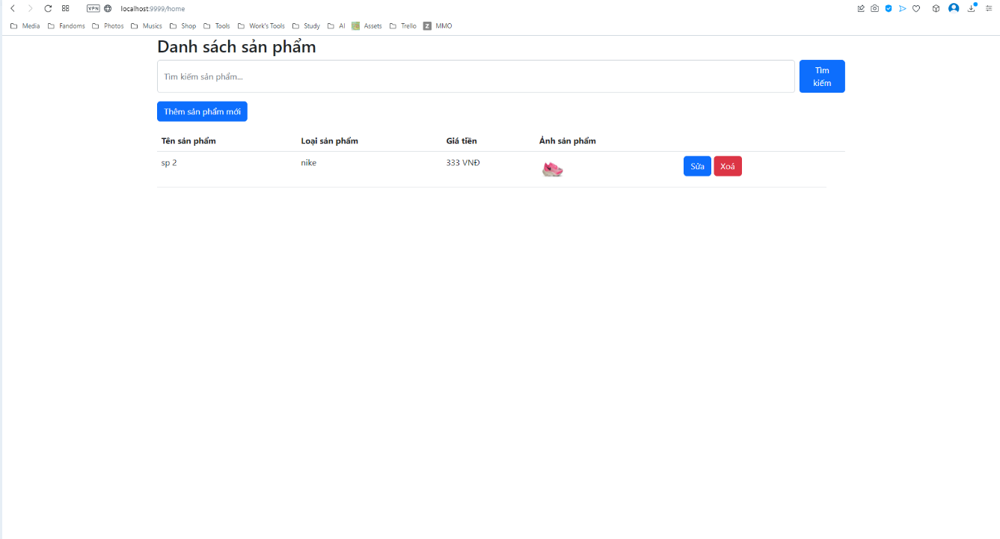 VPN localhost:9999/home
Media Fandoms Photos Musics Shop Tools Work's Tools Study AI Assets Trello Z MMO
Danh sách sản phẩm
Tìm kiếm sản phẩm...
Tìm
kiếm
Thêm sản phẩm mới
Tên sản phẩm Loại sản phẩm Giá tiền Ảnh sản phẩm
sp 2 nike 333 VNĐ Sửa Xoá